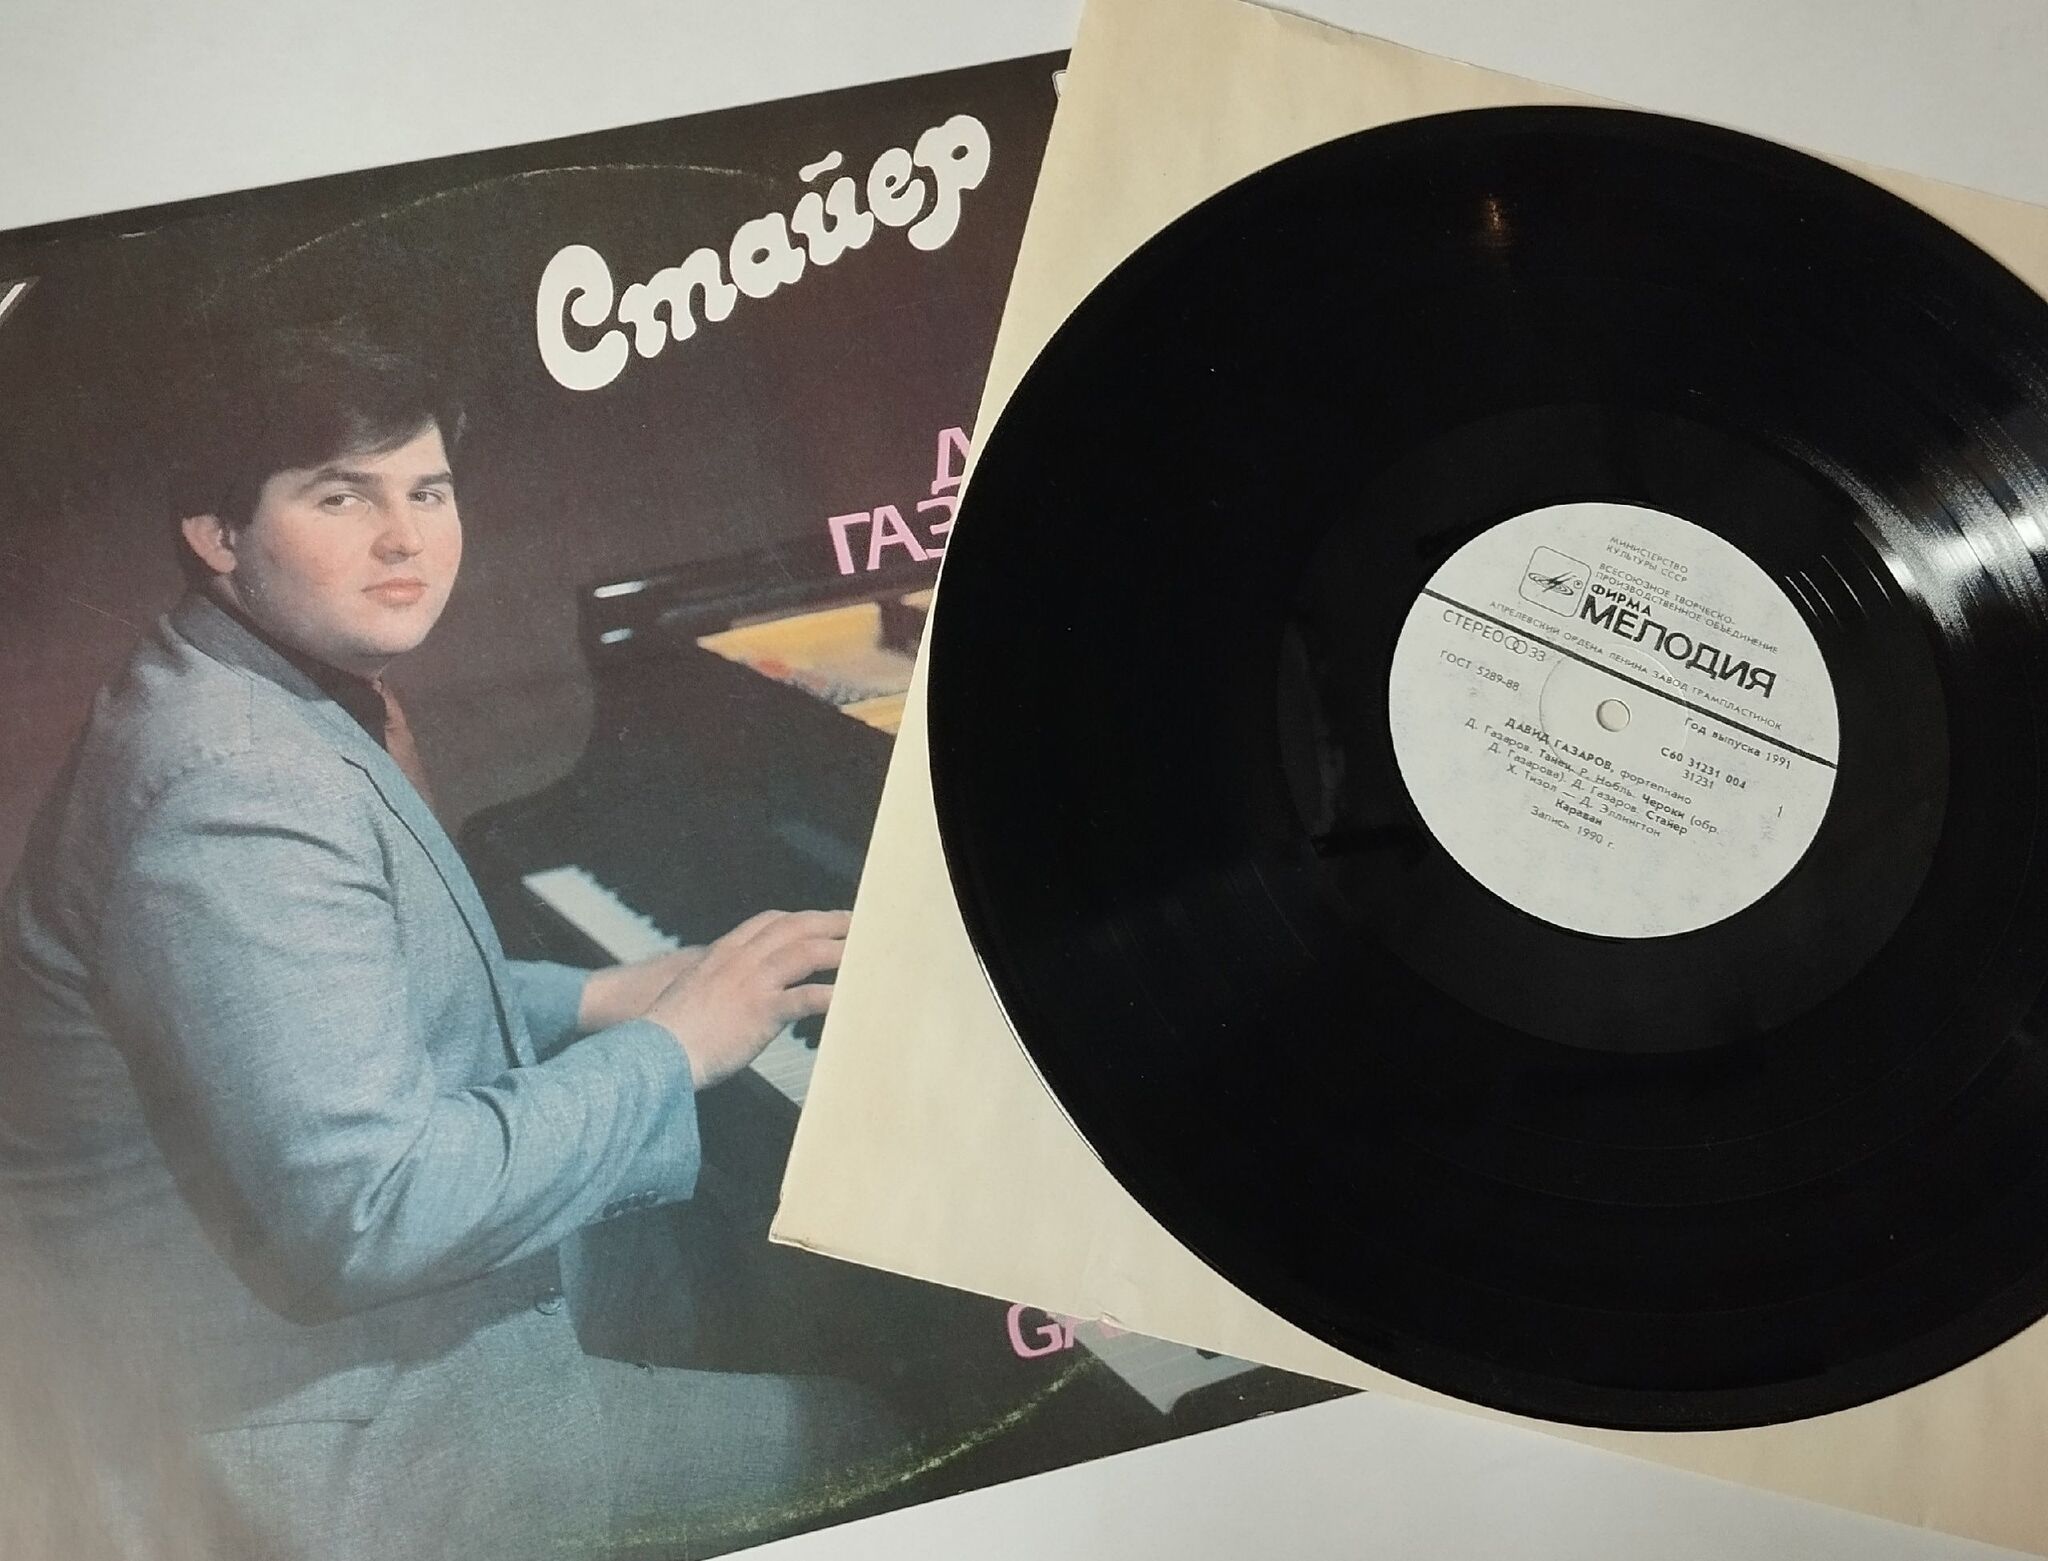 Стайер
Д
ГАЗ
GA
МИНИСТЕРСТВО
КУЛЬТУРЫ СССР
ВСЕСОЮЗНОЕ ТВОРЧЕСКО-
ПРОИЗВОДСТВЕННОЕ ОБЪЕДИНЕНИЕ
ФИРМА
МЕЛОДИЯ
АПРЕЛЕВСКИЙ ОРДЕНА ЛЕНИНА ЗАВОД ГРАМПЛАСТИНОК
СТЕРЕО 33
ГОСТ 5289-88
Год выпуска 1991
С60 31231 004
31231
1
ДАВИД ГАЗАРОВ, фортепиано
Д. Газаров. Танец. Р. Нобль. Чероки (обр.
Д. Газарова). Д. Газаров. Стайер
Х. Тизол — Д. Эллингтон
Караван
Запись 1990 г.